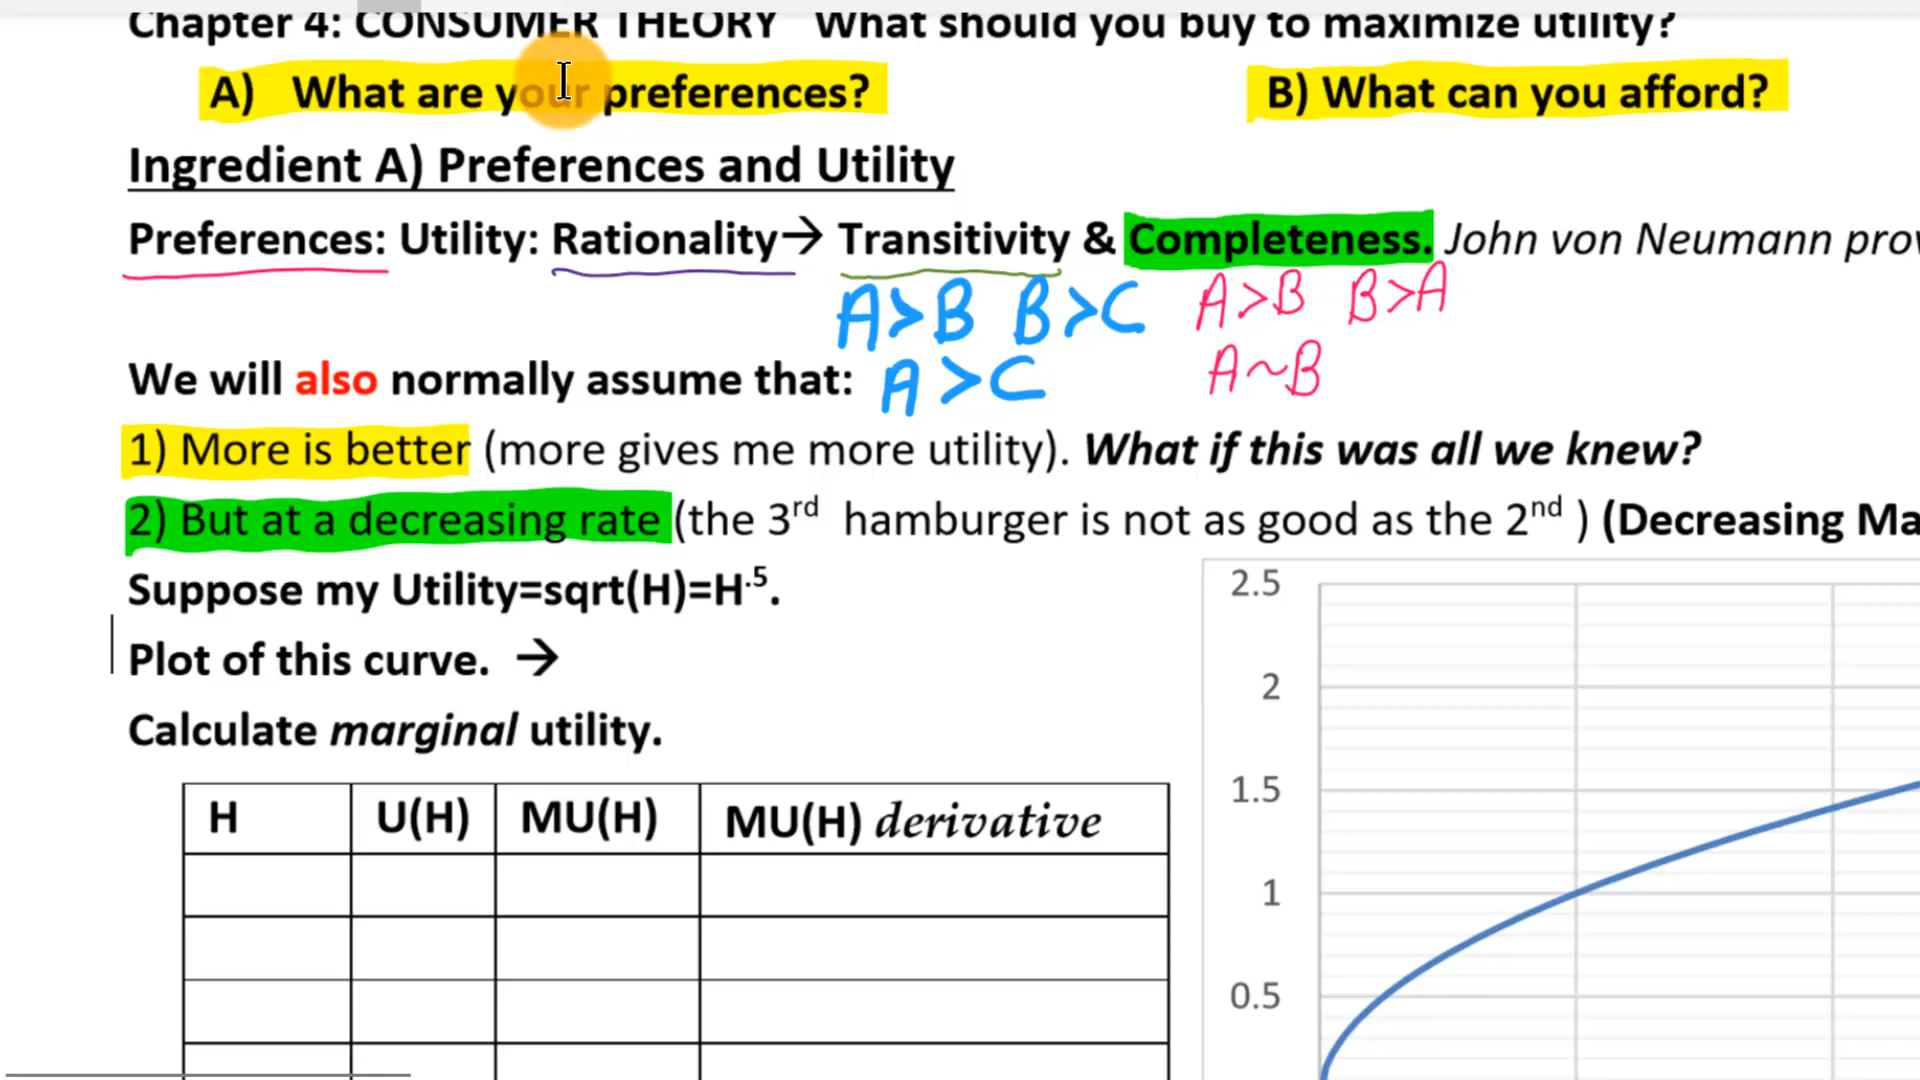 Chapter 4: CONSUMER THEORY What should you buy to maximize utility?
A) What are your preferences? B) What can you afford?
Ingredient A) Preferences and Utility
Preferences: Utility: Rationality→ Transitivity & Completeness. John von Neumann prov
A>B B>C A>B B>A
We will also normally assume that: A>C A~B
1) More is better (more gives me more utility). What if this was all we knew?
2) But at a decreasing rate (the 3rd hamburger is not as good as the 2nd ) (Decreasing Ma
Suppose my Utility=sqrt(H)=H.5.
Plot of this curve. →
Calculate marginal utility.
H U(H) MU(H) MU(H) derivative
2.5
2
1.5
1
0.5